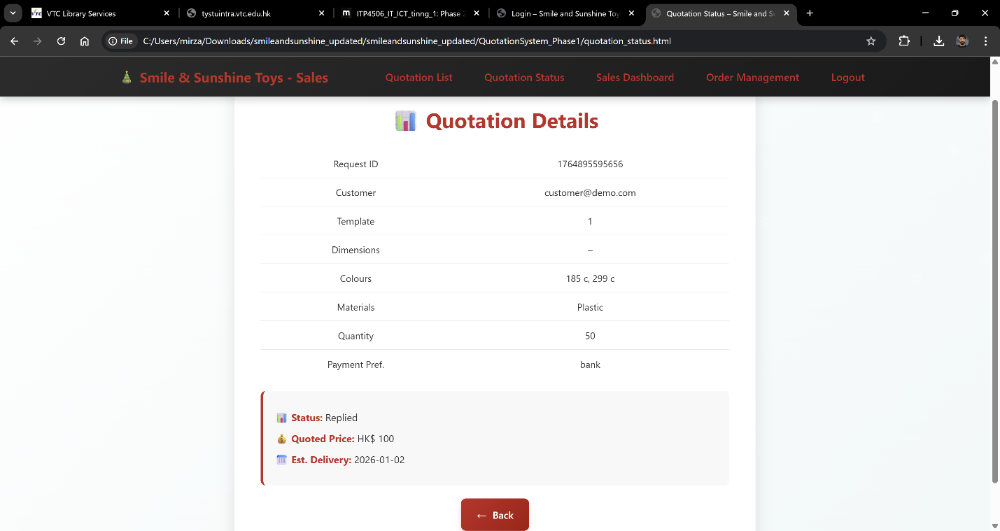 VTC Library Services
tystuintra.vtc.edu.hk
ITP4506_IT_ICT_tinng_1: Phase
Login – Smile and Sunshine Toy
Quotation Status – Smile and S
File
C:/Users/mirza/Downloads/smileandsunshine_updated/smileandsunshine_updated/QuotationSystem_Phase1/quotation_status.html
Smile & Sunshine Toys - Sales
Quotation List
Quotation Status
Sales Dashboard
Order Management
Logout
Quotation Details
Request ID 1764895595656
Customer customer@demo.com
Template 1
Dimensions –
Colours 185 c, 299 c
Materials Plastic
Quantity 50
Payment Pref. bank
Status: Replied
Quoted Price: HK$ 100
Est. Delivery: 2026-01-02
← Back